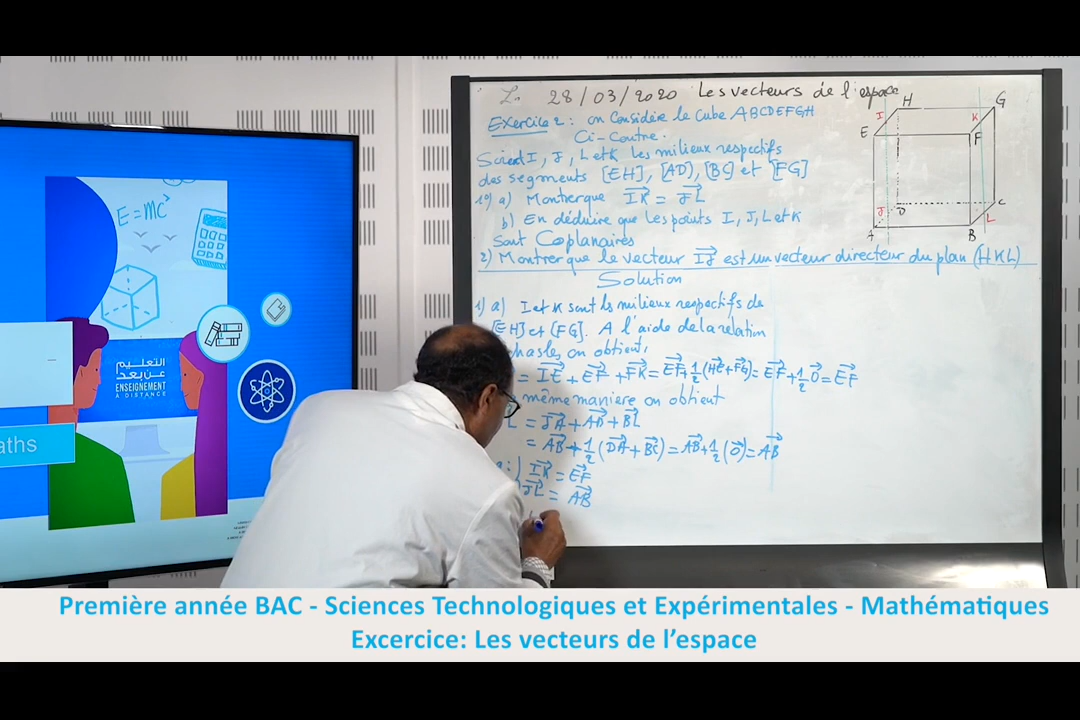 28/03/2020 Les vecteurs de l'espace
Exercice 2: on Considère le Cube ABCDEFGH
Ci-Contre.
Soient I, J, L et K les milieux respectifs
des segments [EH], [AD], [BC] et [FG]
1°) a) Montrer que IK = JL
b) En déduire que les points I, J, L et K
sont Coplanaires
2) Montrer que le vecteur IJ est un vecteur directeur du plan (HKL)
Solution
1) a) I et K sont les milieux respectifs de
[EH] et [FG]. A l'aide de la relation
chasles, on obtient,
= IE + EF + FK = EF + 1/2 (HE + FG) = EF + 1/2 O = EF
même maniere on obtient
L = JA + AB + BL
= AB + 1/2 (DA + BC) = AB + 1/2 (O) = AB
:) IK = EF
JL = AB
H
G
I
K
E
F
J
D
C
L
A
B
E=mc²
التعليم
عن بعد
ENSEIGNEMENT
A DISTANCE
aths
Première année BAC - Sciences Technologiques et Expérimentales - Mathématiques
Excercice: Les vecteurs de l'espace